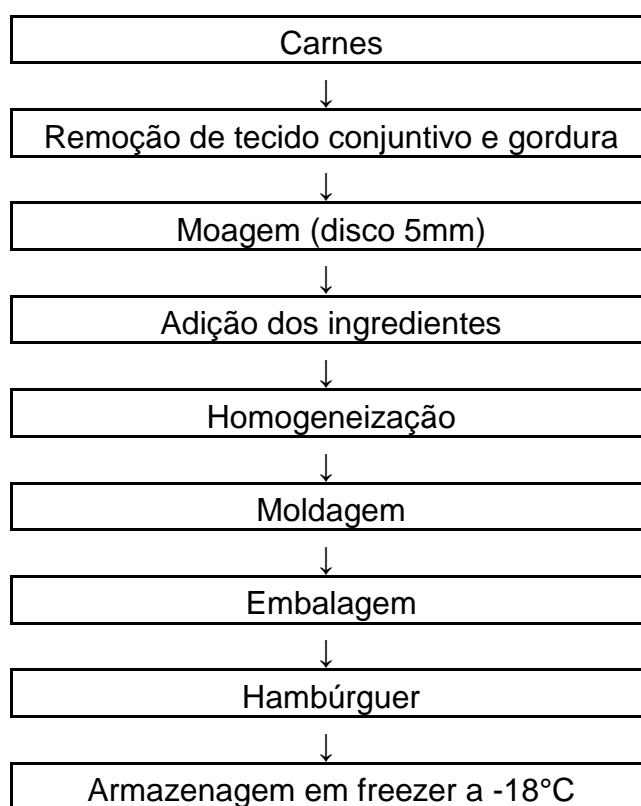 Carnes
↓
Remoção de tecido conjuntivo e gordura
↓
Moagem (disco 5mm)
↓
Adição dos ingredientes
↓
Homogeneização
↓
Moldagem
↓
Embalagem
↓
Hambúrguer
↓
Armazenagem em freezer a -18°C